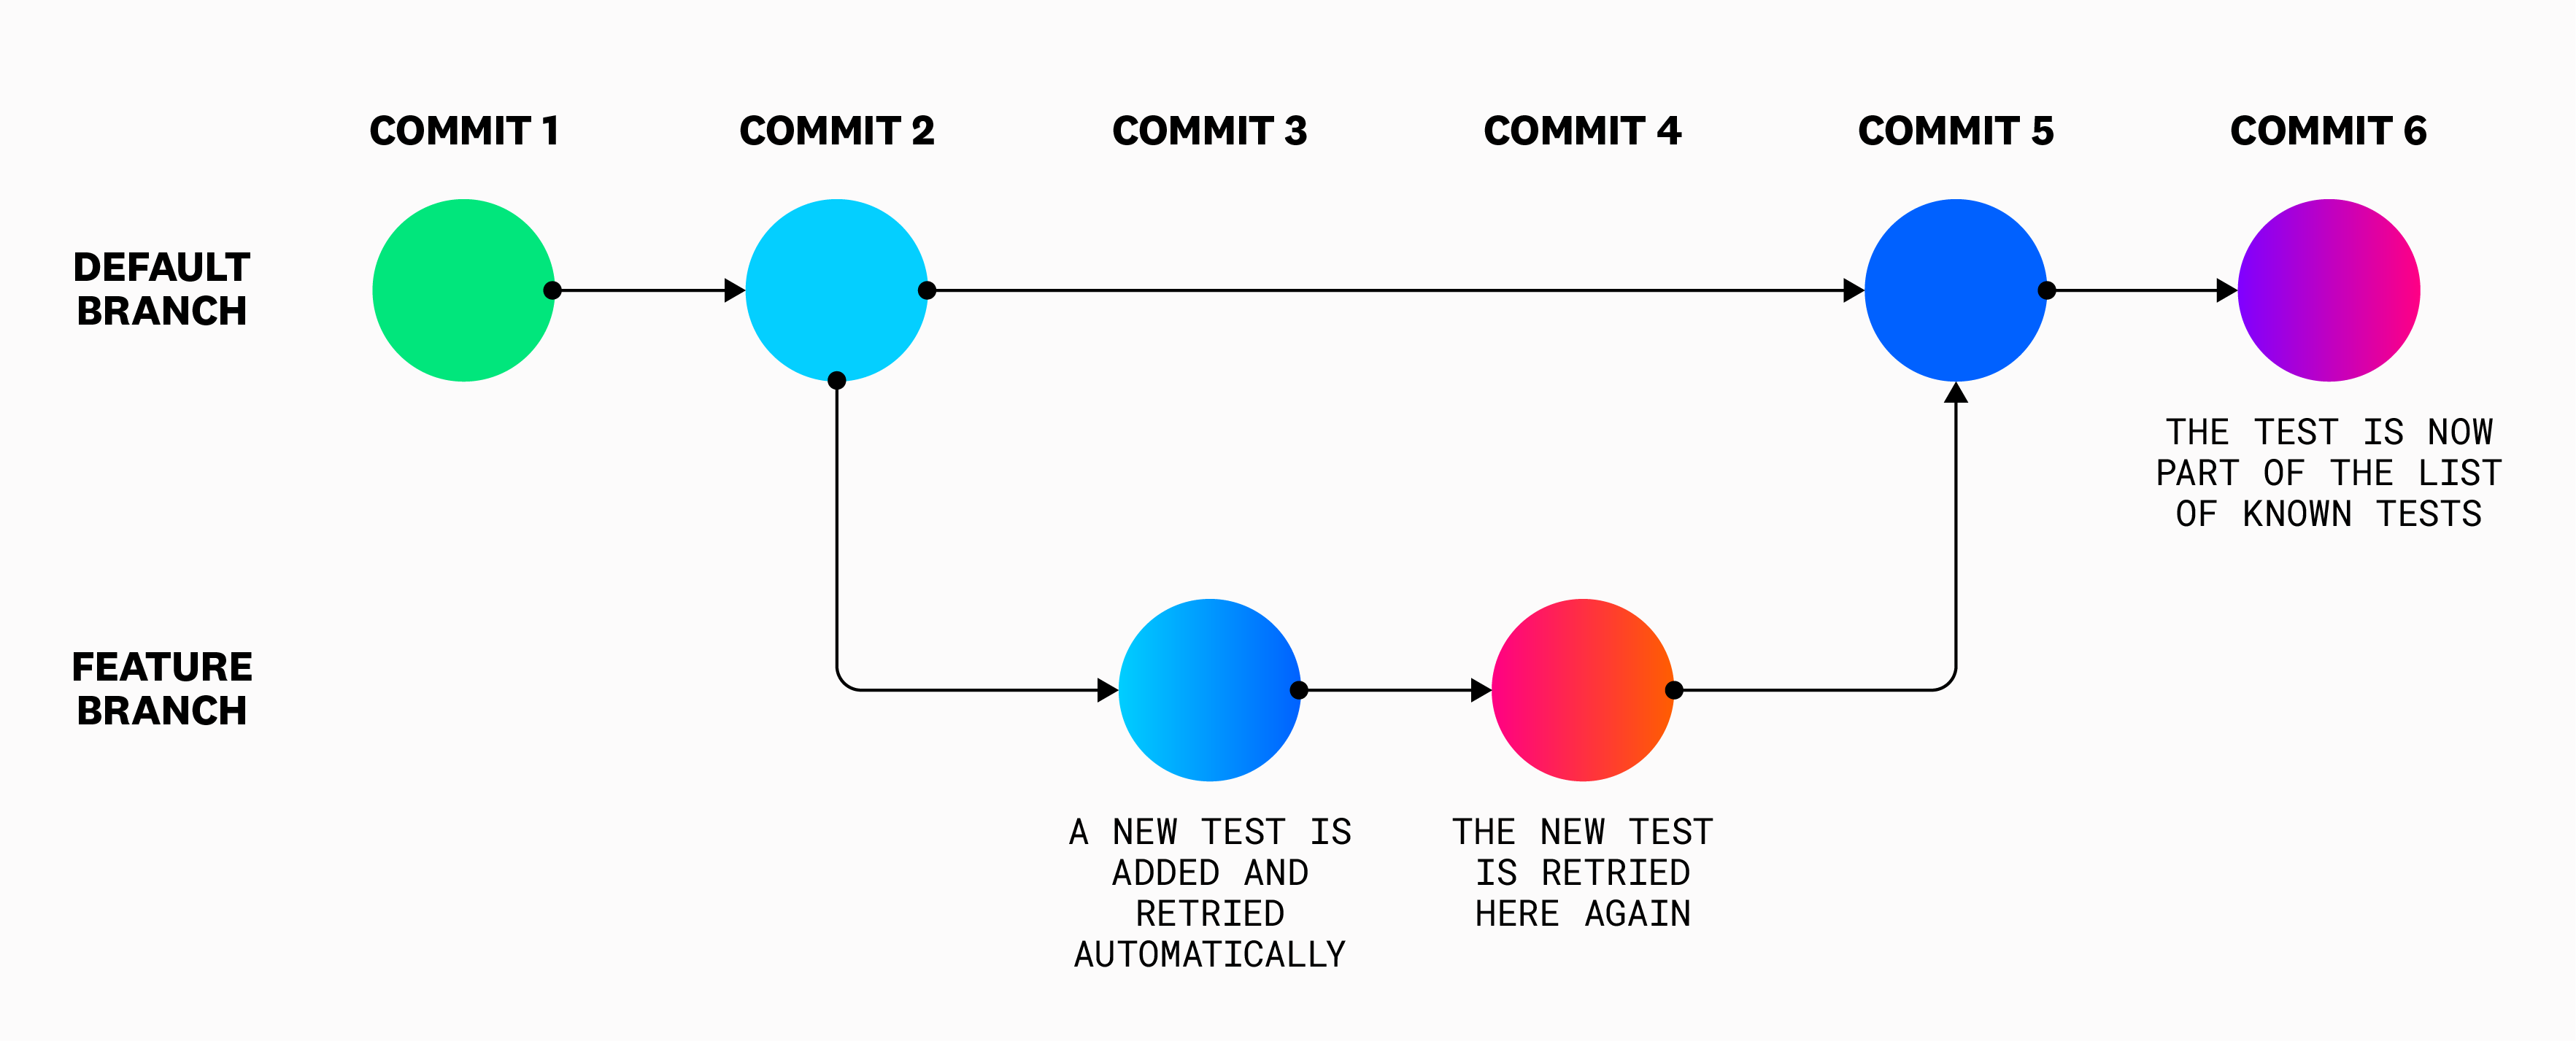 COMMIT 1
COMMIT 2
COMMIT 3
COMMIT 4
COMMIT 5
COMMIT 6
DEFAULT
BRANCH
THE TEST IS NOW
PART OF THE LIST
OF KNOWN TESTS
FEATURE
BRANCH
A NEW TEST IS
ADDED AND
RETRIED
AUTOMATICALLY
THE NEW TEST
IS RETRIED
HERE AGAIN